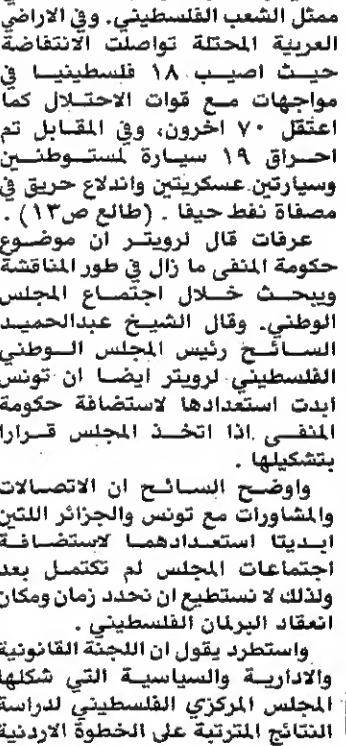 ممثل الشعب الفلسطيني. وفي الاراضي
العربية المحتلة تواصلت الانتفاضة
حيث اصيب ١٨ فلسطينيا في
مواجهات مع قوات الاحتلال كما
اعتقل ٧٠ اخرون، وفي المقابل تم
احراق ١٩ سيارة لمستوطنين
وسيارتين عسكريتين واندلاع حريق في
مصفاة نفط حيفا . (طالع ص١٣) .
عرفات قال لرويتر ان موضوع
حكومة المنفى ما زال في طور المناقشة
ويبحث خلال اجتماع المجلس
الوطني. وقال الشيخ عبدالحميد
السائح رئيس المجلس الوطني
الفلسطيني لرويتر ايضا ان تونس
ابدت استعدادها لاستضافة حكومة
المنفى اذا اتخذ المجلس قرارا
بتشكيلها .
واوضح السائح ان الاتصالات
والمشاورات مع تونس والجزائر اللتين
ابديتا استعدادهما لاستضافة
اجتماعات المجلس لم تكتمل بعد
ولذلك لا نستطيع ان نحدد زمان ومكان
انعقاد البرلمان الفلسطيني .
واستطرد يقول ان اللجنة القانونية
والادارية والسياسية التي شكلها
المجلس المركزي الفلسطيني لدراسة
النتائج المترتبة على الخطوة الاردنية